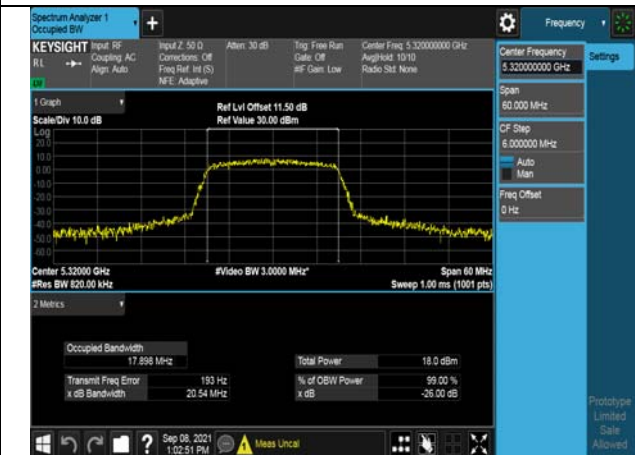 Spectrum Analyzer 1
Occupied BW
+
Frequency
KEYSIGHT Input: RF Input Z: 50 Ω Atten: 30 dB Trig: Free Run Center Freq: 5.320000000 GHz
RL Coupling: AC Corrections: Off Gate: Off Avg|Hold: 10/10
Align: Auto Freq Ref: Int (S) #IF Gain: Low Radio Std: None
NFE: Adaptive
1 Graph
Scale/Div 10.0 dB
Ref Lvl Offset 11.50 dB
Ref Value 30.00 dBm
Log
20.0
10.0
0.00
-10.0
-20.0
-30.0
-40.0
-50.0
-60.0
Center 5.32000 GHz #Video BW 3.0000 MHz* Span 60 MHz
#Res BW 820.00 kHz Sweep 1.00 ms (1001 pts)
2 Metrics
Occupied Bandwidth
17.898 MHz
Total Power 18.0 dBm
Transmit Freq Error 193 Hz % of OBW Power 99.00 %
x dB Bandwidth 20.54 MHz x dB -26.00 dB
Sep 08, 2021
1:02:51 PM
Meas Uncal
Center Frequency
5.320000000 GHz
Settings
Span
60.000 MHz
CF Step
6.000000 MHz
Auto
Man
Freq Offset
0 Hz
Prototype
Limited
Sale
Allowed